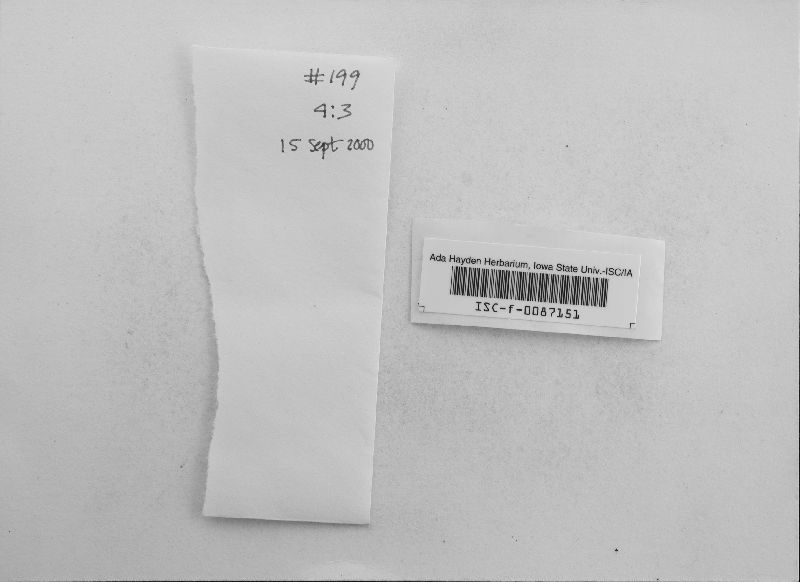 #199
4:3
15 Sept 2000
Ada Hayden Herbarium, Iowa State Univ.-ISC/IA
ISC-f-0087151